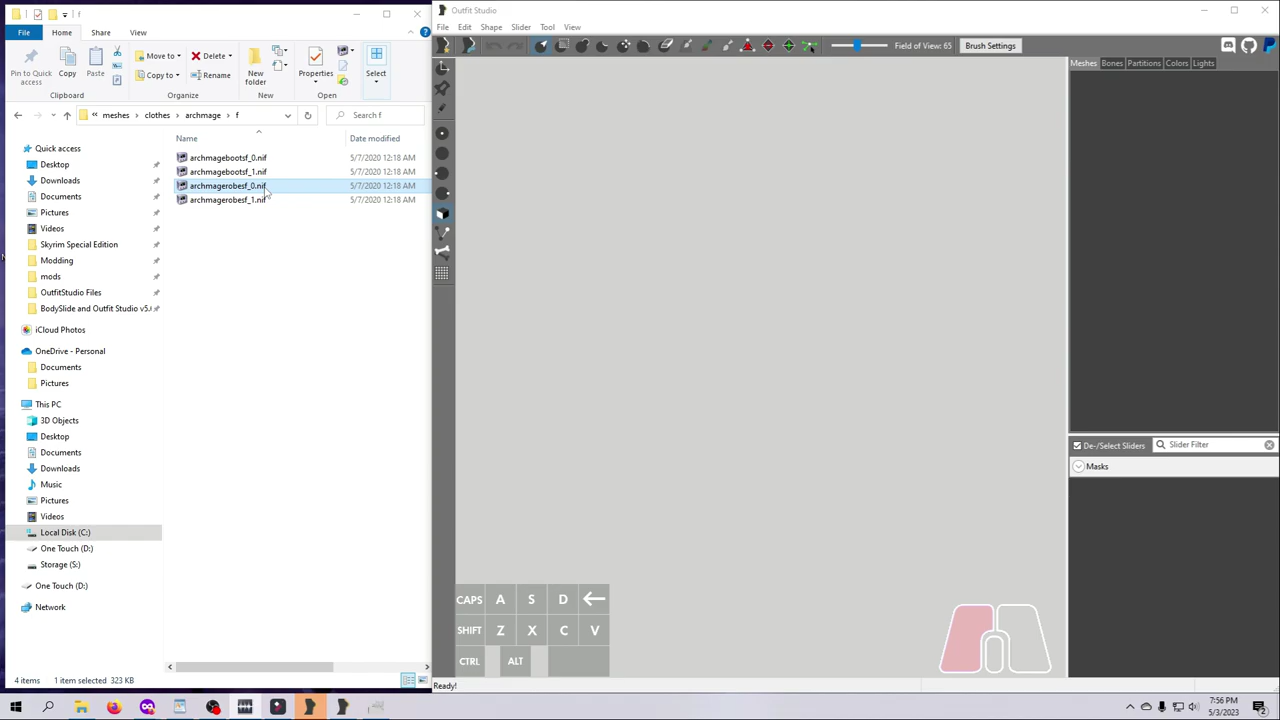 f
File
Home
Share
View
Pin to Quick
access
Copy
Paste
Clipboard
Move to
Copy to
Delete
Rename
Organize
New
folder
New
Properties
Open
Select
« meshes > clothes > archmage > f
Search f
Name
Date modified
archmagebootsf_0.nif 5/7/2020 12:18 AM
archmagebootsf_1.nif 5/7/2020 12:18 AM
archmagerobesf_0.nif 5/7/2020 12:18 AM
archmagerobesf_1.nif 5/7/2020 12:18 AM
Quick access
Desktop
Downloads
Documents
Pictures
Videos
Skyrim Special Edition
Modding
mods
OutfitStudio Files
BodySlide and Outfit Studio v5.
iCloud Photos
OneDrive - Personal
Documents
Pictures
This PC
3D Objects
Desktop
Documents
Downloads
Music
Pictures
Videos
Local Disk (C:)
One Touch (D:)
Storage (S:)
One Touch (D:)
Network
4 items 1 item selected 323 KB
Outfit Studio
File Edit Shape Slider Tool View
Field of View: 65
Brush Settings
Meshes Bones Partitions Colors Lights
De-/Select Sliders
Slider Filter
Masks
CAPS A S D ←
SHIFT Z X C V
CTRL ALT
Ready!
7:56 PM
5/3/2023
2